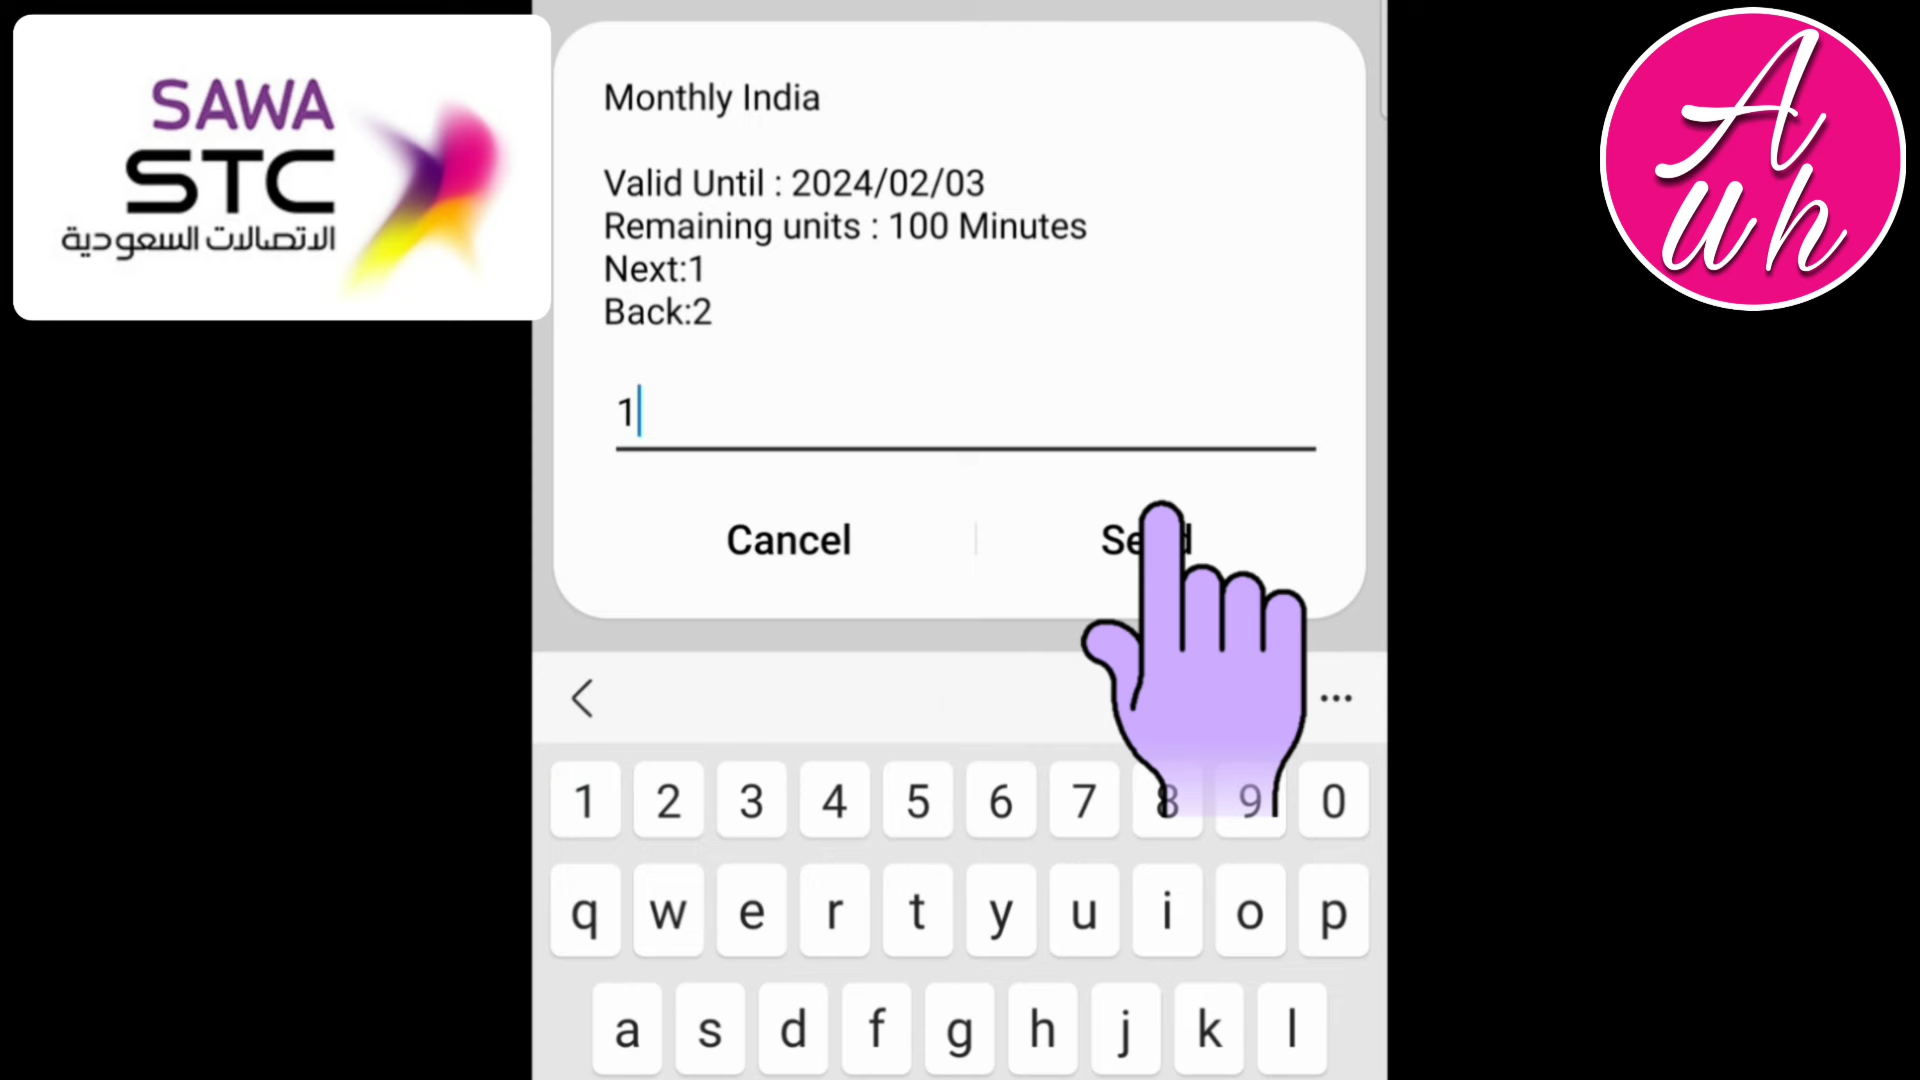 SAWA
STC
الاتصالات السعودية
A
uh
Monthly India
Valid Until : 2024/02/03
Remaining units : 100 Minutes
Next:1
Back:2
1
Cancel
1 2 3 4 5 6 7 8 9 0
q w e r t y u i o p
a s d f g h j k l